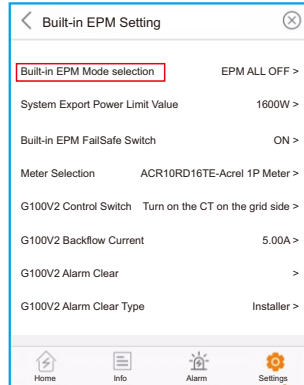 Built-in EPM Setting
Built-in EPM Mode selection EPM ALL OFF >
System Export Power Limit Value 1600W >
Built-in EPM FailSafe Switch ON >
Meter Selection ACR10RD16TE-Acrel 1P Meter >
G100V2 Control Switch Turn on the CT on the grid side >
G100V2 Backflow Current 5.00A >
G100V2 Alarm Clear >
G100V2 Alarm Clear Type Installer >
Home Info Alarm Settings